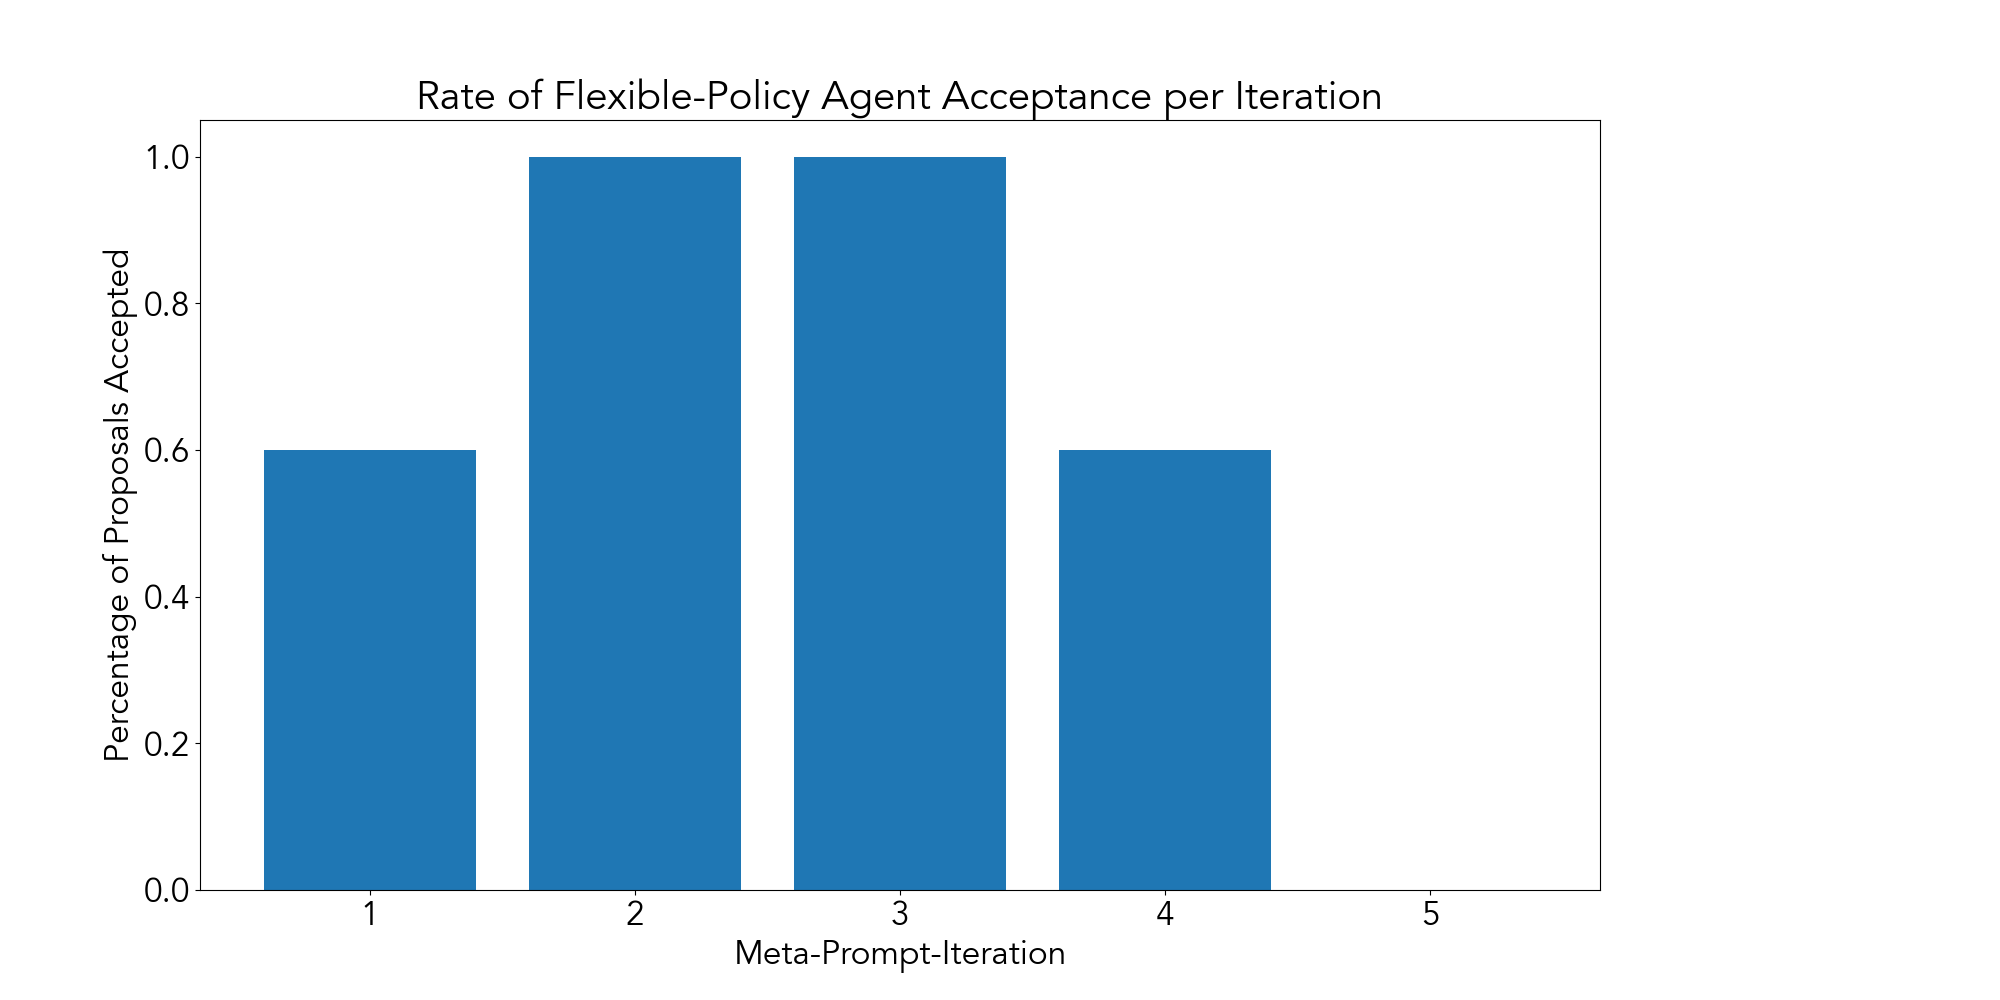 Rate of Flexible-Policy Agent Acceptance per Iteration
Percentage of Proposals Accepted
1.0
0.8
0.6
0.4
0.2
0.0
1 2 3 4 5
Meta-Prompt-Iteration